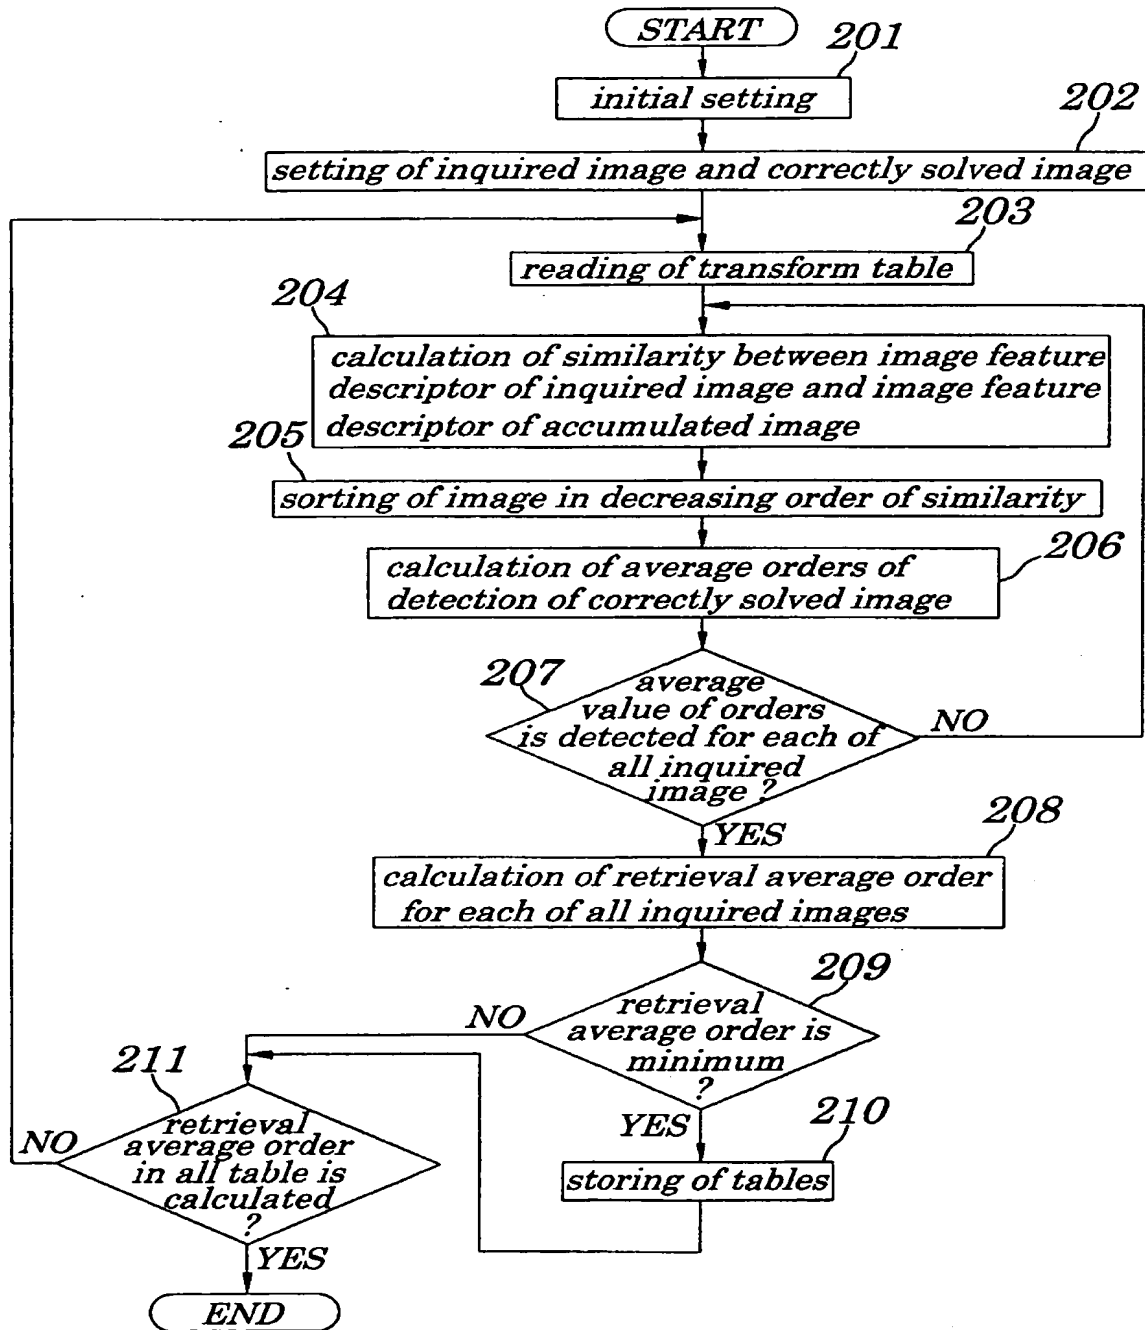 START
201
initial setting
202
setting of inquired image and correctly solved image
203
reading of transform table
204
calculation of similarity between image feature
descriptor of inquired image and image feature
descriptor of accumulated image
205
sorting of image in decreasing order of similarity
206
calculation of average orders of
detection of correctly solved image
207
average
value of orders
is detected for each of
all inquired
image ?
NO
YES
208
calculation of retrieval average order
for each of all inquired images
209
retrieval
average order is
minimum
?
NO
YES
210
storing of tables
211
retrieval
average order
in all table is
calculated
?
NO
YES
END